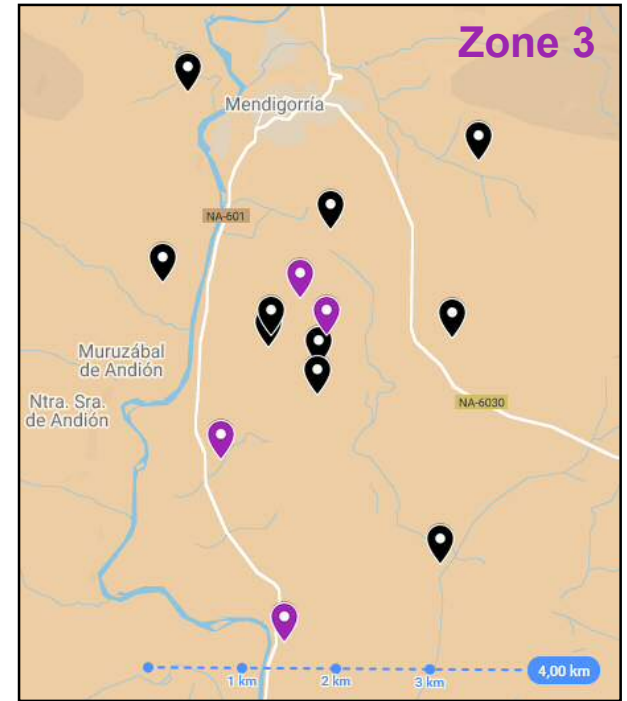 Zone 3
Mendigorría
NA-601
Muruzábal
de Andión
Ntra. Sra.
de Andión
NA-6030
1 km
2 km
3 km
4,00 km